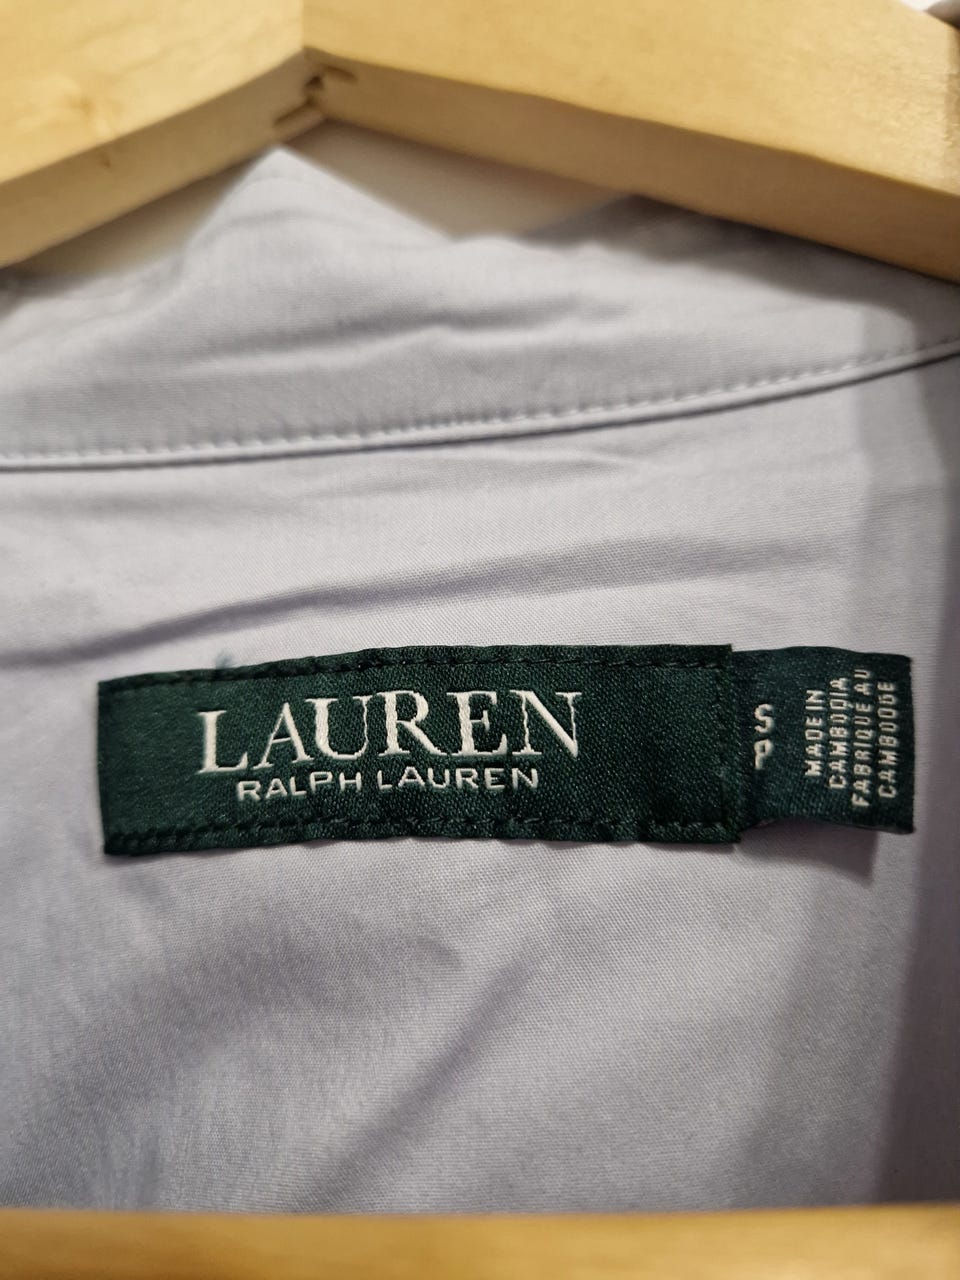 LAUREN
RALPH LAUREN
S
P
MADE IN
CAMBODIA
FABRIQUE AU
CAMBODGE